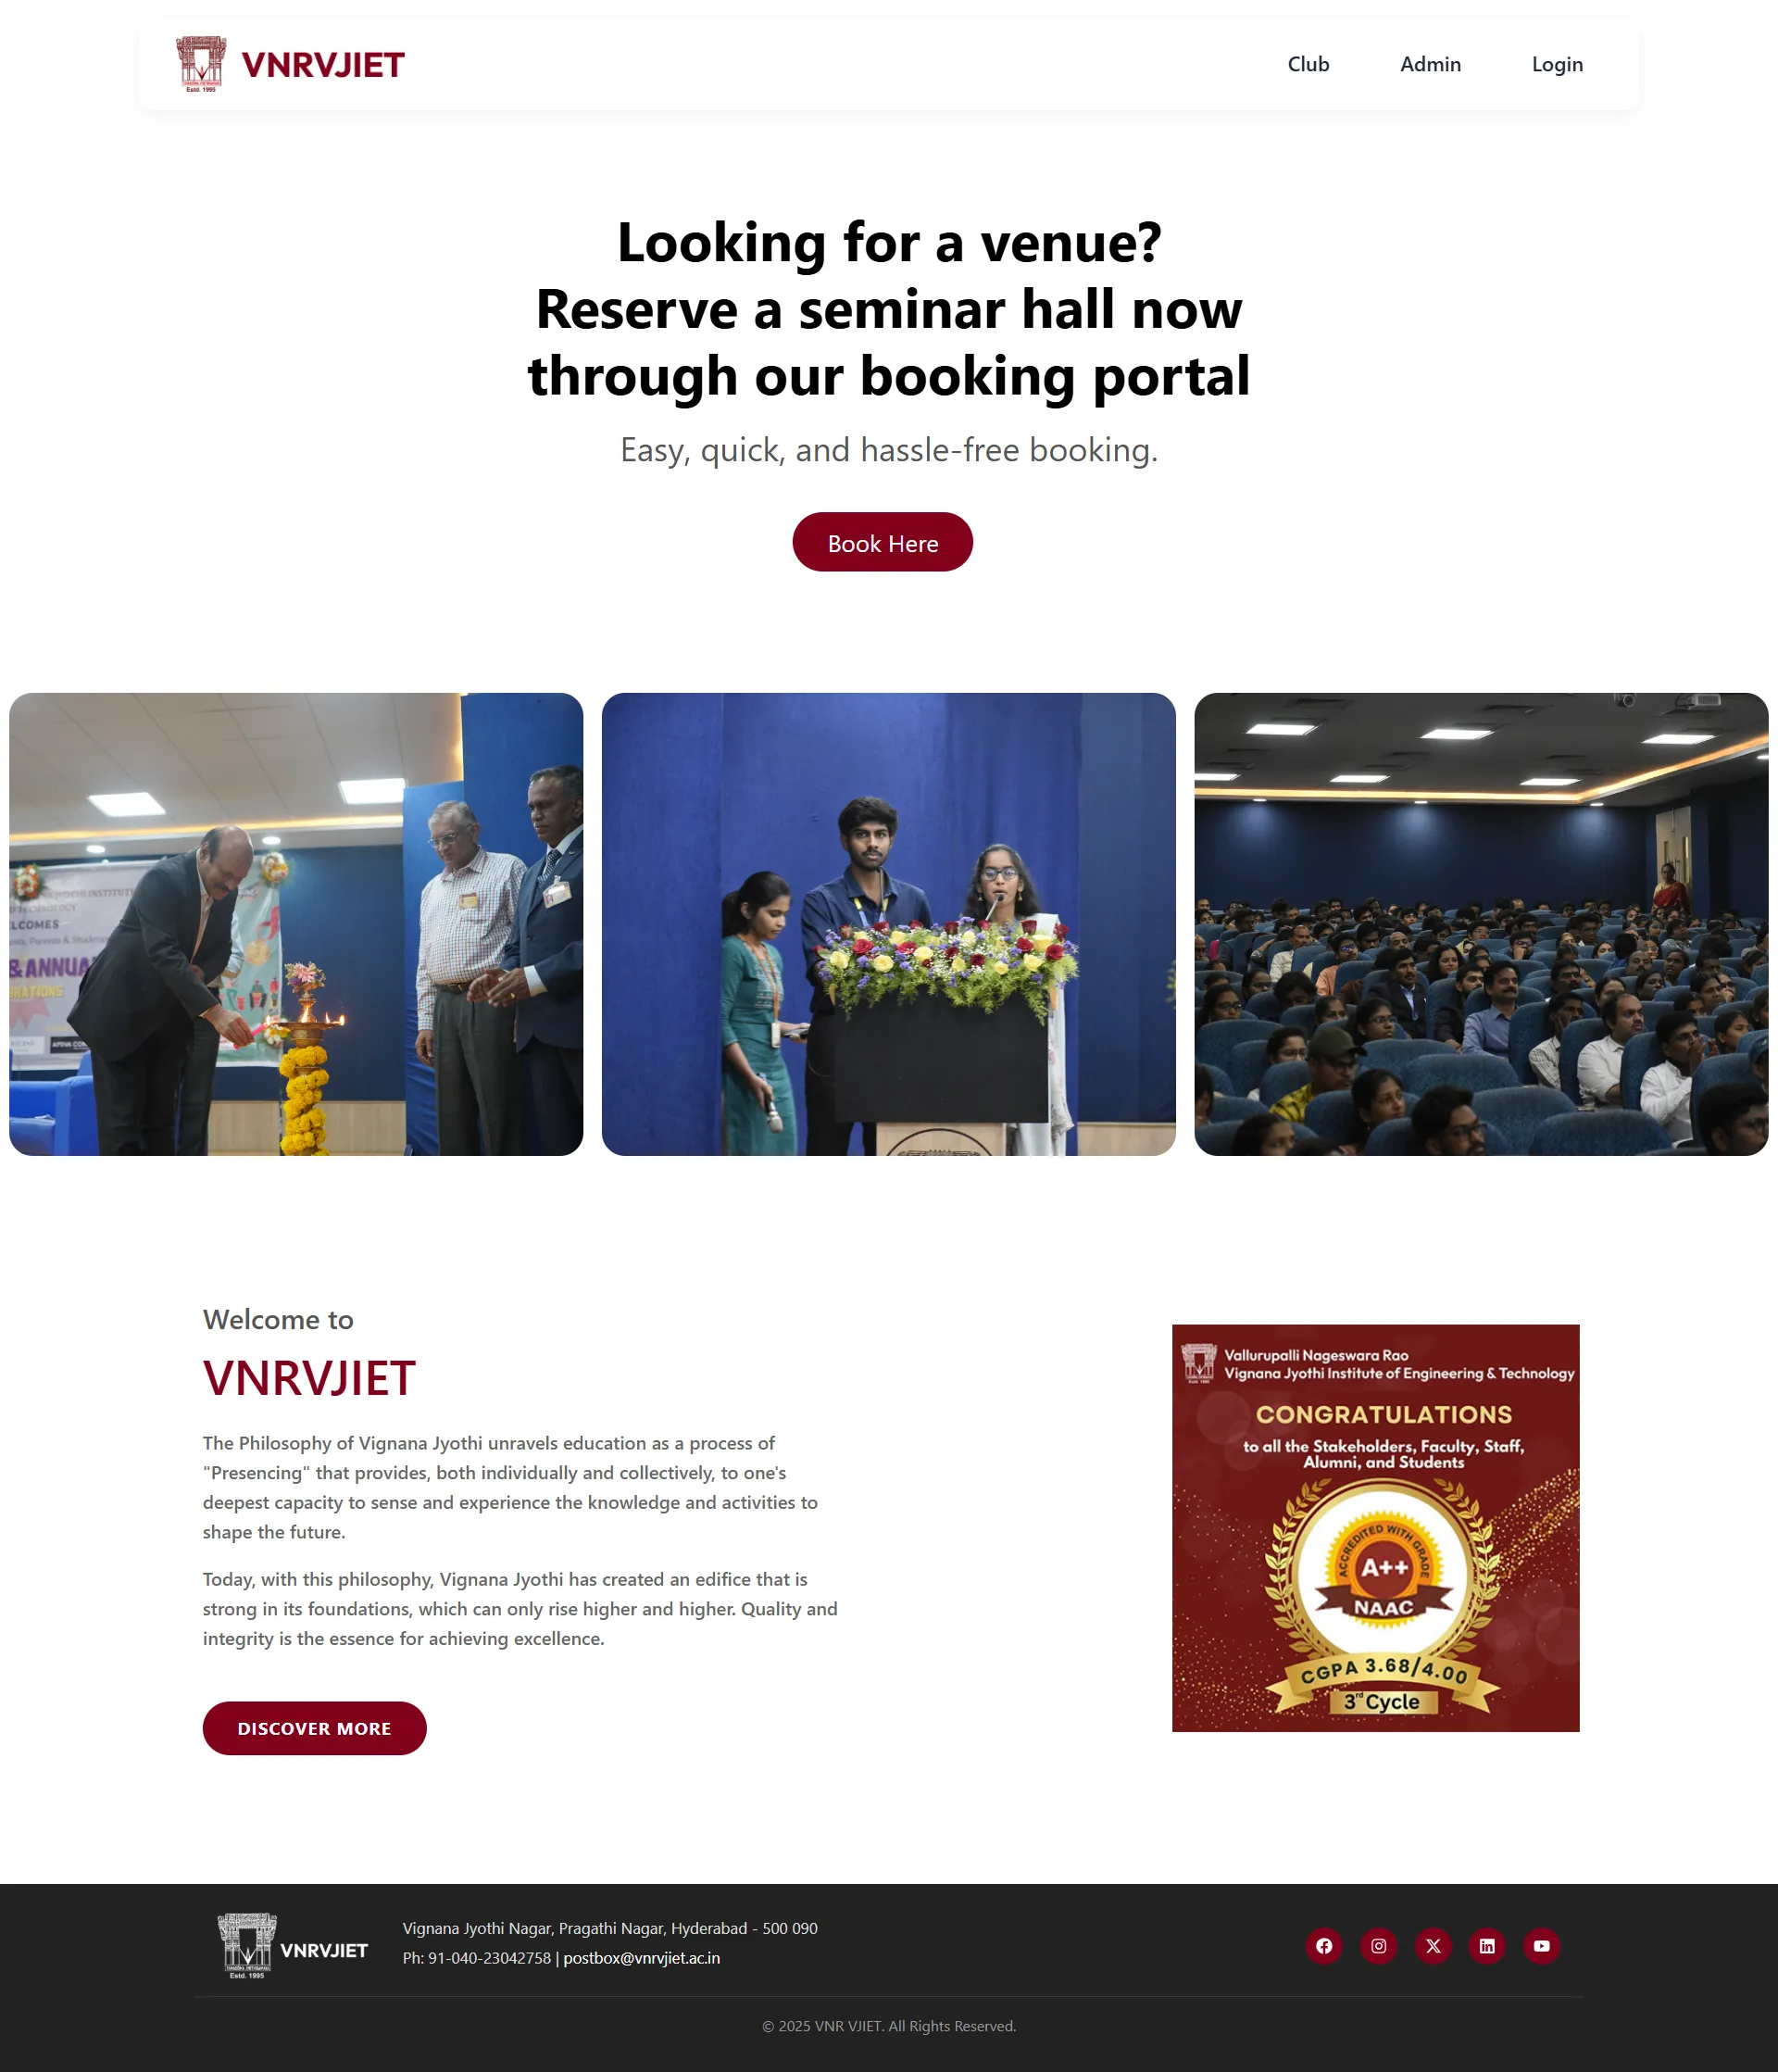 Estd. 1995
VNRVJIET
Club
Admin
Login
Looking for a venue?
Reserve a seminar hall now
through our booking portal
Easy, quick, and hassle-free booking.
Book Here
& ANNUA
Welcome to
VNRVJIET
The Philosophy of Vignana Jyothi unravels education as a process of
"Presencing" that provides, both individually and collectively, to one's
deepest capacity to sense and experience the knowledge and activities to
shape the future.
Today, with this philosophy, Vignana Jyothi has created an edifice that is
strong in its foundations, which can only rise higher and higher. Quality and
integrity is the essence for achieving excellence.
DISCOVER MORE
Vallurupalli Nageswara Rao
Vignana Jyothi Institute of Engineering & Technology
CONGRATULATIONS
to all the Stakeholders, Faculty, Staff,
Alumni, and Students
ACCREDITED WITH GRADE
A++
NAAC
CGPA 3.68/4.00
3rd Cycle
Estd. 1995
VNRVJIET
Vignana Jyothi Nagar, Pragathi Nagar, Hyderabad - 500 090
Ph: 91-040-23042758 | postbox@vnrvjiet.ac.in
© 2025 VNR VJIET. All Rights Reserved.